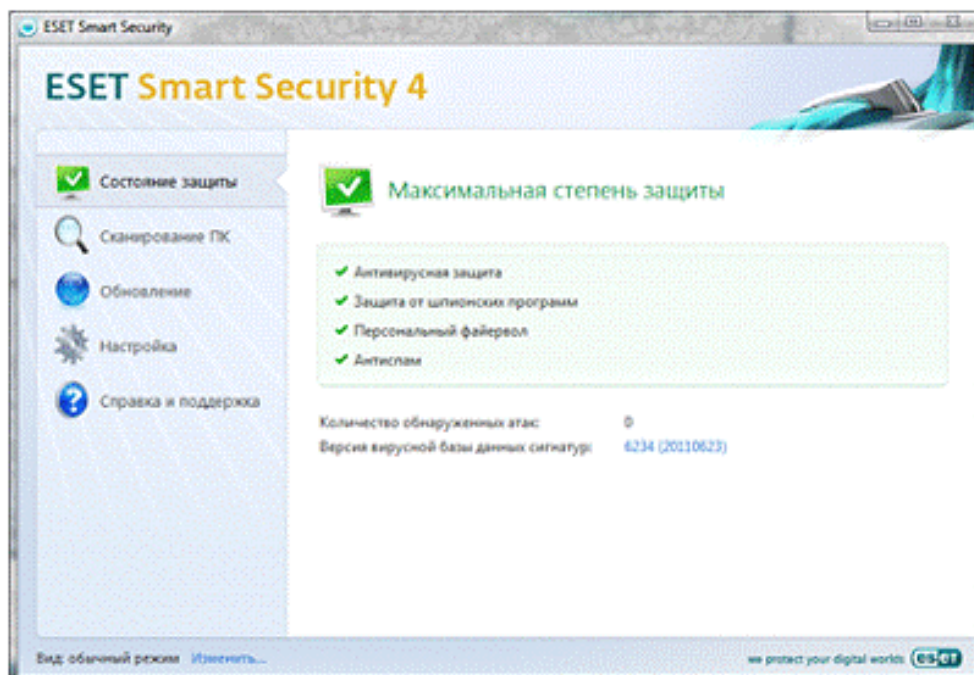 ESET Smart Security
ESET Smart Security 4
Состояние защиты
Сканирование ПК
Обновление
Настройка
Справка и поддержка
Максимальная степень защиты
Антивирусная защита
Защита от шпионских программ
Персональный файервол
Антиспам
Количество обнаруженных атак: 0
Версия вирусной базы данных сигнатур: 6234 (20110623)
Вид: обычный режим Изменить...
we protect your digital worlds eseT